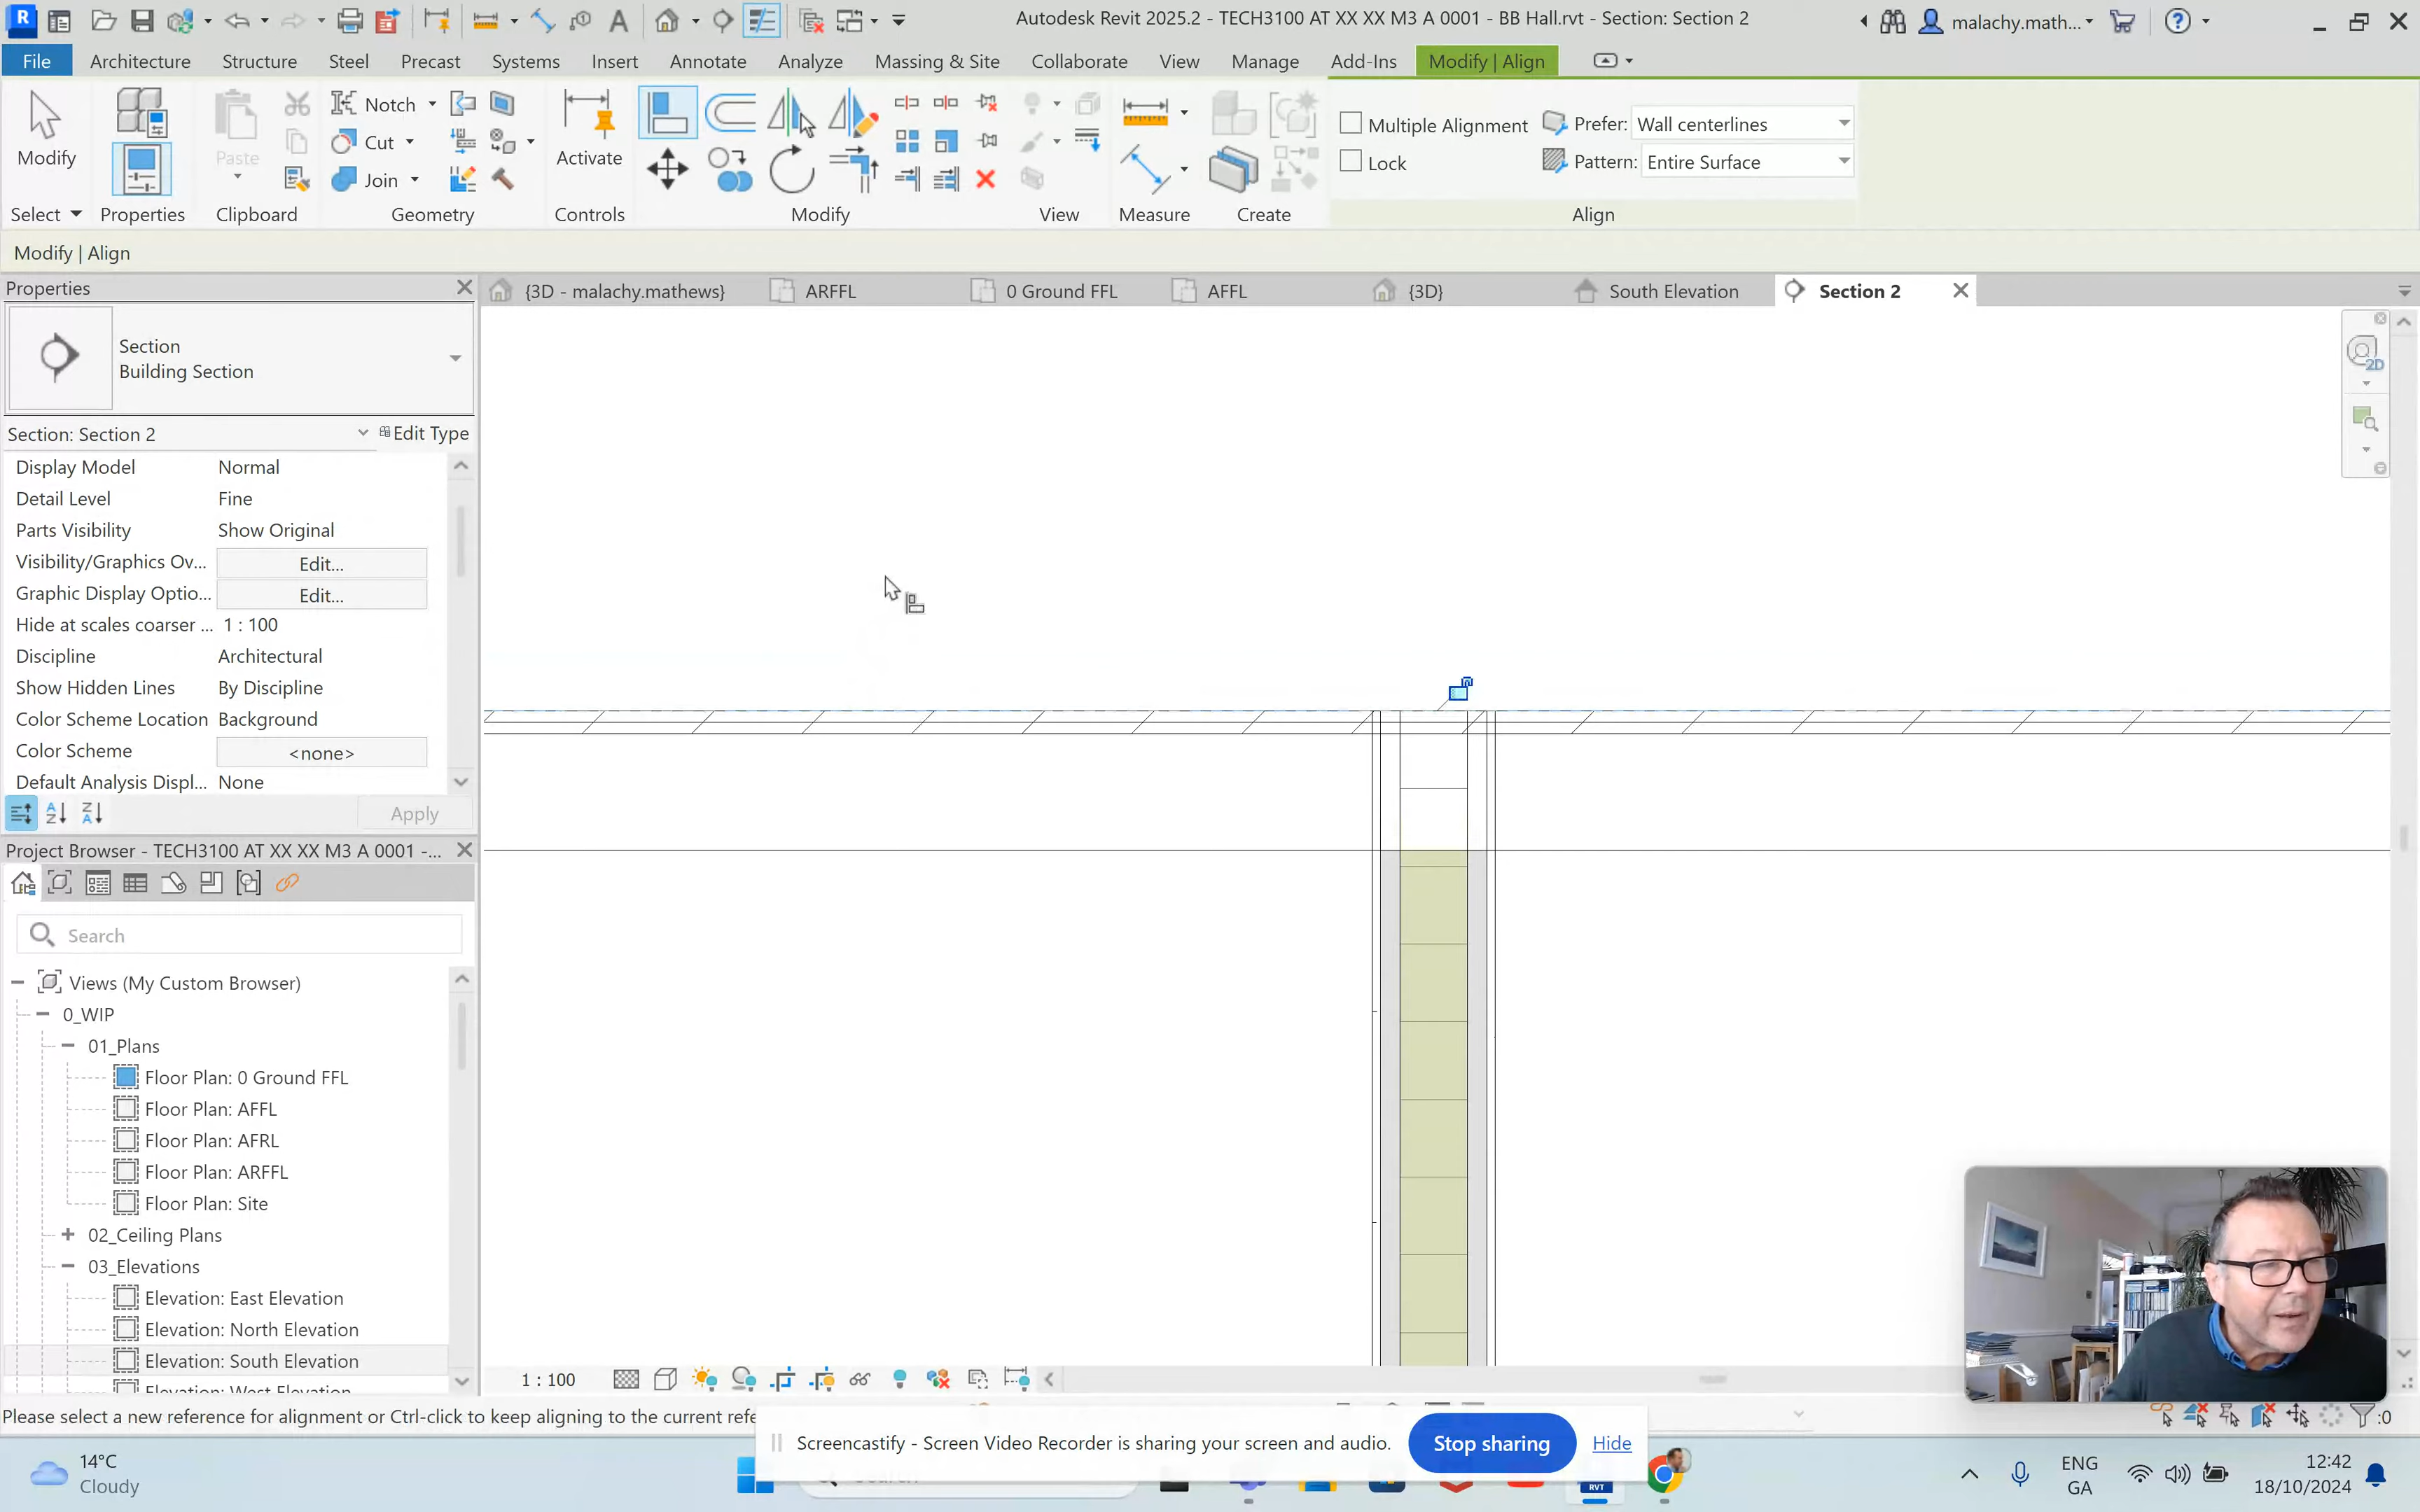 Autodesk Revit 2025.2 - TECH3100 AT XX XX M3 A 0001 - BB Hall.rvt - Section: Section 2
malachy.math...
File Architecture Structure Steel Precast Systems Insert Annotate Analyze Massing & Site Collaborate View Manage Add-Ins Modify | Align
Notch
Multiple Alignment Prefer: Wall centerlines
Modify Paste Cut Activate
Lock Pattern: Entire Surface
Join
Select Properties Clipboard Geometry Controls Modify View Measure Create Align
Modify | Align
Properties
{3D - malachy.mathews} ARFFL 0 Ground FFL AFFL {3D} South Elevation Section 2
Section
Building Section
2D
Section: Section 2 Edit Type
Display Model Normal
Detail Level Fine
Parts Visibility Show Original
Visibility/Graphics Ov... Edit...
Graphic Display Optio... Edit...
Hide at scales coarser ... 1 : 100
Discipline Architectural
Show Hidden Lines By Discipline
Color Scheme Location Background
Color Scheme <none>
Default Analysis Displ... None
Apply
Project Browser - TECH3100 AT XX XX M3 A 0001 -...
Search
Views (My Custom Browser)
0_WIP
01_Plans
Floor Plan: 0 Ground FFL
Floor Plan: AFFL
Floor Plan: AFRL
Floor Plan: ARFFL
Floor Plan: Site
02_Ceiling Plans
03_Elevations
Elevation: East Elevation
Elevation: North Elevation
Elevation: South Elevation
Elevation: West Elevation
1 : 100
Please select a new reference for alignment or Ctrl-click to keep aligning to the current refe
:0
Screencastify - Screen Video Recorder is sharing your screen and audio. Stop sharing Hide
14°C
Cloudy
RVT
ENG
GA
12:42
18/10/2024